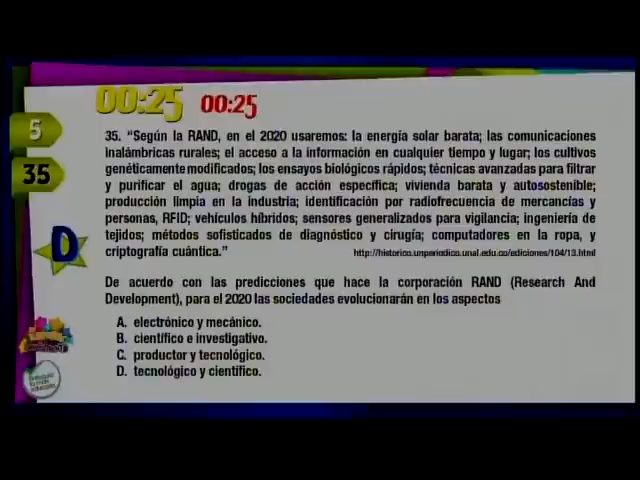 00:25 00:25
5
35. “Según la RAND, en el 2020 usaremos: la energía solar barata; las comunicaciones
inalámbricas rurales; el acceso a la información en cualquier tiempo y lugar; los cultivos
genéticamente modificados; los ensayos biológicos rápidos; técnicas avanzadas para filtrar
35
y purificar el agua; drogas de acción específica; vivienda barata y autosostenible;
producción limpia en la industria; identificación por radiofrecuencia de mercancías y
personas, RFID; vehículos híbridos; sensores generalizados para vigilancia; ingeniería de
tejidos; métodos sofisticados de diagnóstico y cirugía; computadores en la ropa, y
D
criptografía cuántica.” http://historico.unperiodico.unal.edu.co/ediciones/104/13.html
De acuerdo con las predicciones que hace la corporación RAND (Research And
Development), para el 2020 las sociedades evolucionarán en los aspectos
A. electrónico y mecánico.
B. científico e investigativo.
C. productor y tecnológico.
D. tecnológico y científico.